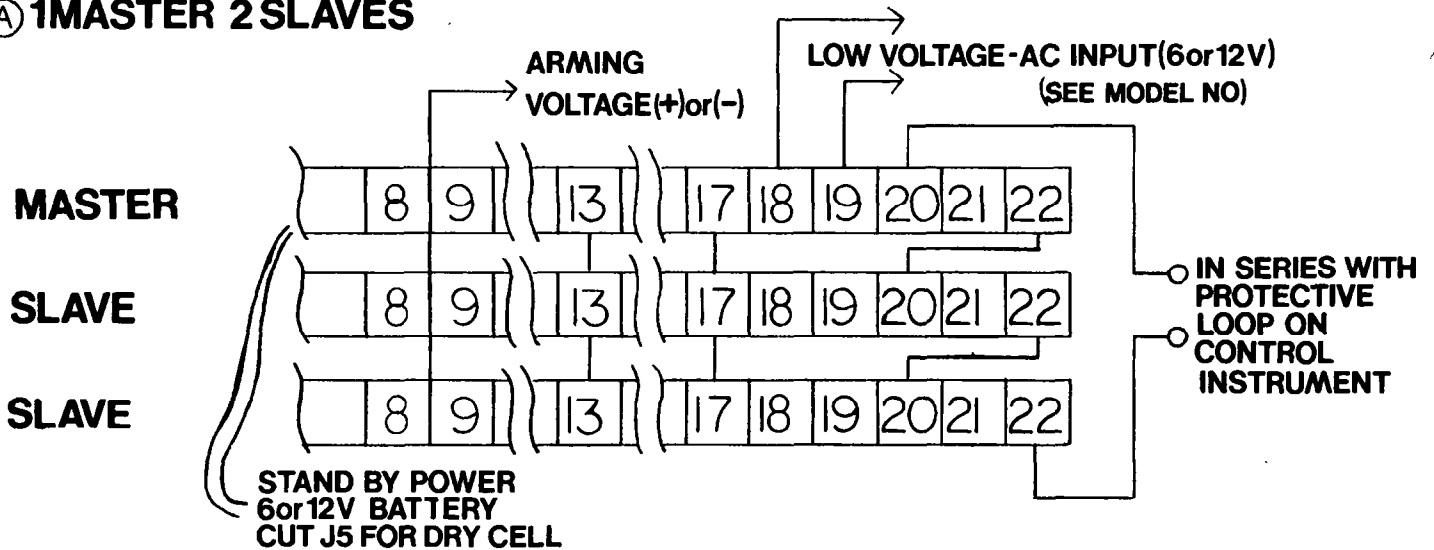 Ⓐ 1MASTER 2 SLAVES
ARMING
VOLTAGE(+)or(-)
LOW VOLTAGE-AC INPUT(6or12V)
(SEE MODEL NO)
MASTER 8 9 13 17 18 19 20 21 22
SLAVE 8 9 13 17 18 19 20 21 22
SLAVE 8 9 13 17 18 19 20 21 22
IN SERIES WITH
PROTECTIVE
LOOP ON
CONTROL
INSTRUMENT
STAND BY POWER
6or12V BATTERY
CUT J5 FOR DRY CELL